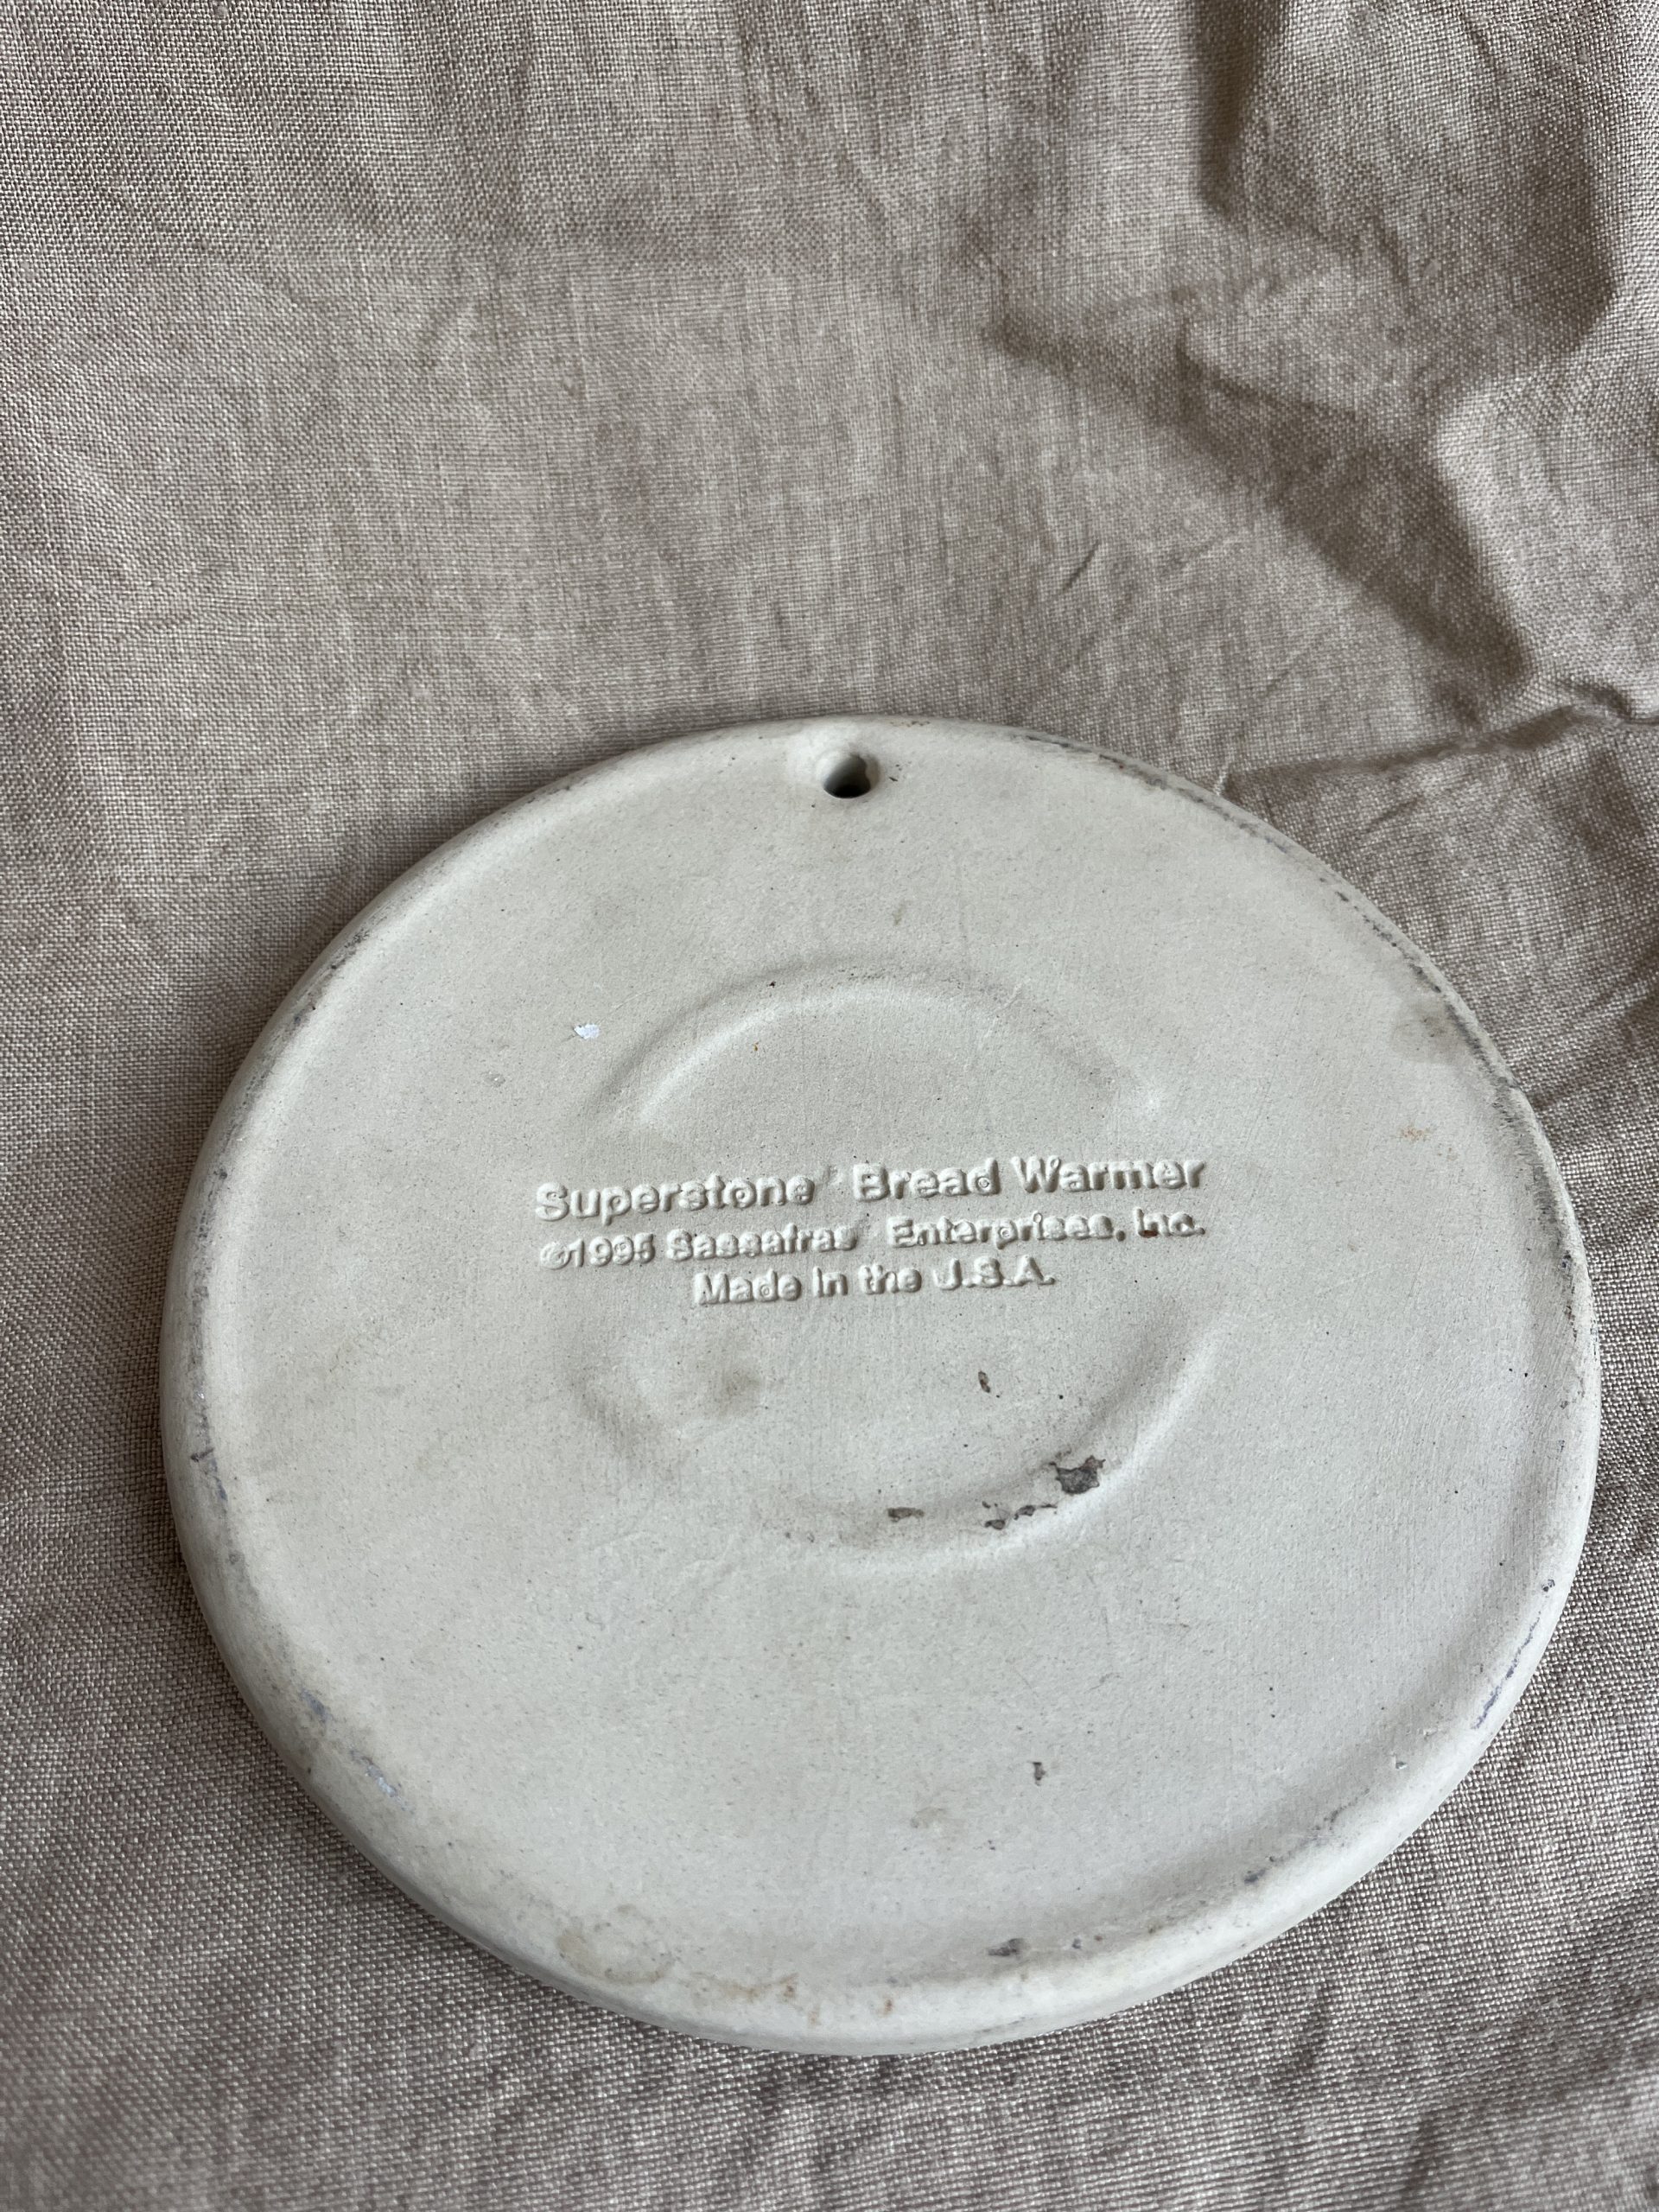 Superstone Bread Warmer
©1995 Sassafras Enterprises, Inc.
Made in the U.S.A.